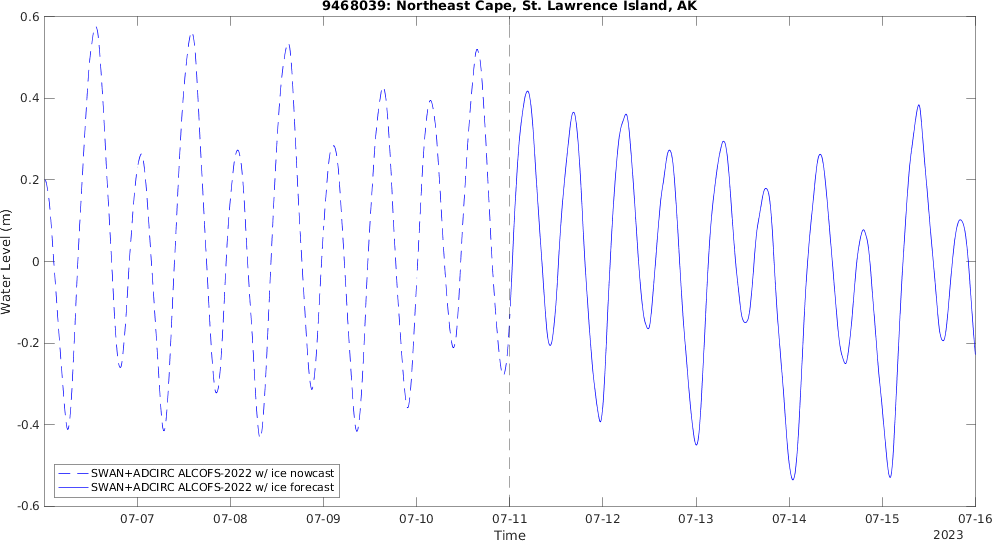 9468039: Northeast Cape, St. Lawrence Island, AK
0.6
0.4
0.2
0
-0.2
-0.4
-0.6
Water Level (m)
SWAN+ADCIRC ALCOFS-2022 w/ ice nowcast
SWAN+ADCIRC ALCOFS-2022 w/ ice forecast
07-07 07-08 07-09 07-10 07-11 07-12 07-13 07-14 07-15 07-16
Time
2023